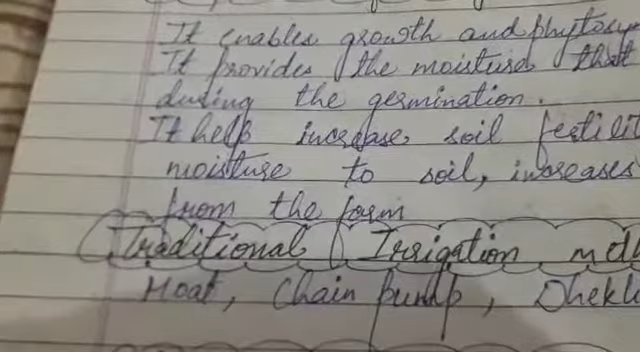 It enables growth and
It provides the moisture that
during the germination.
It help increase soil
moisture to soil, increases
from the farm
Traditional Irrigation
Moat, Chain Pump,